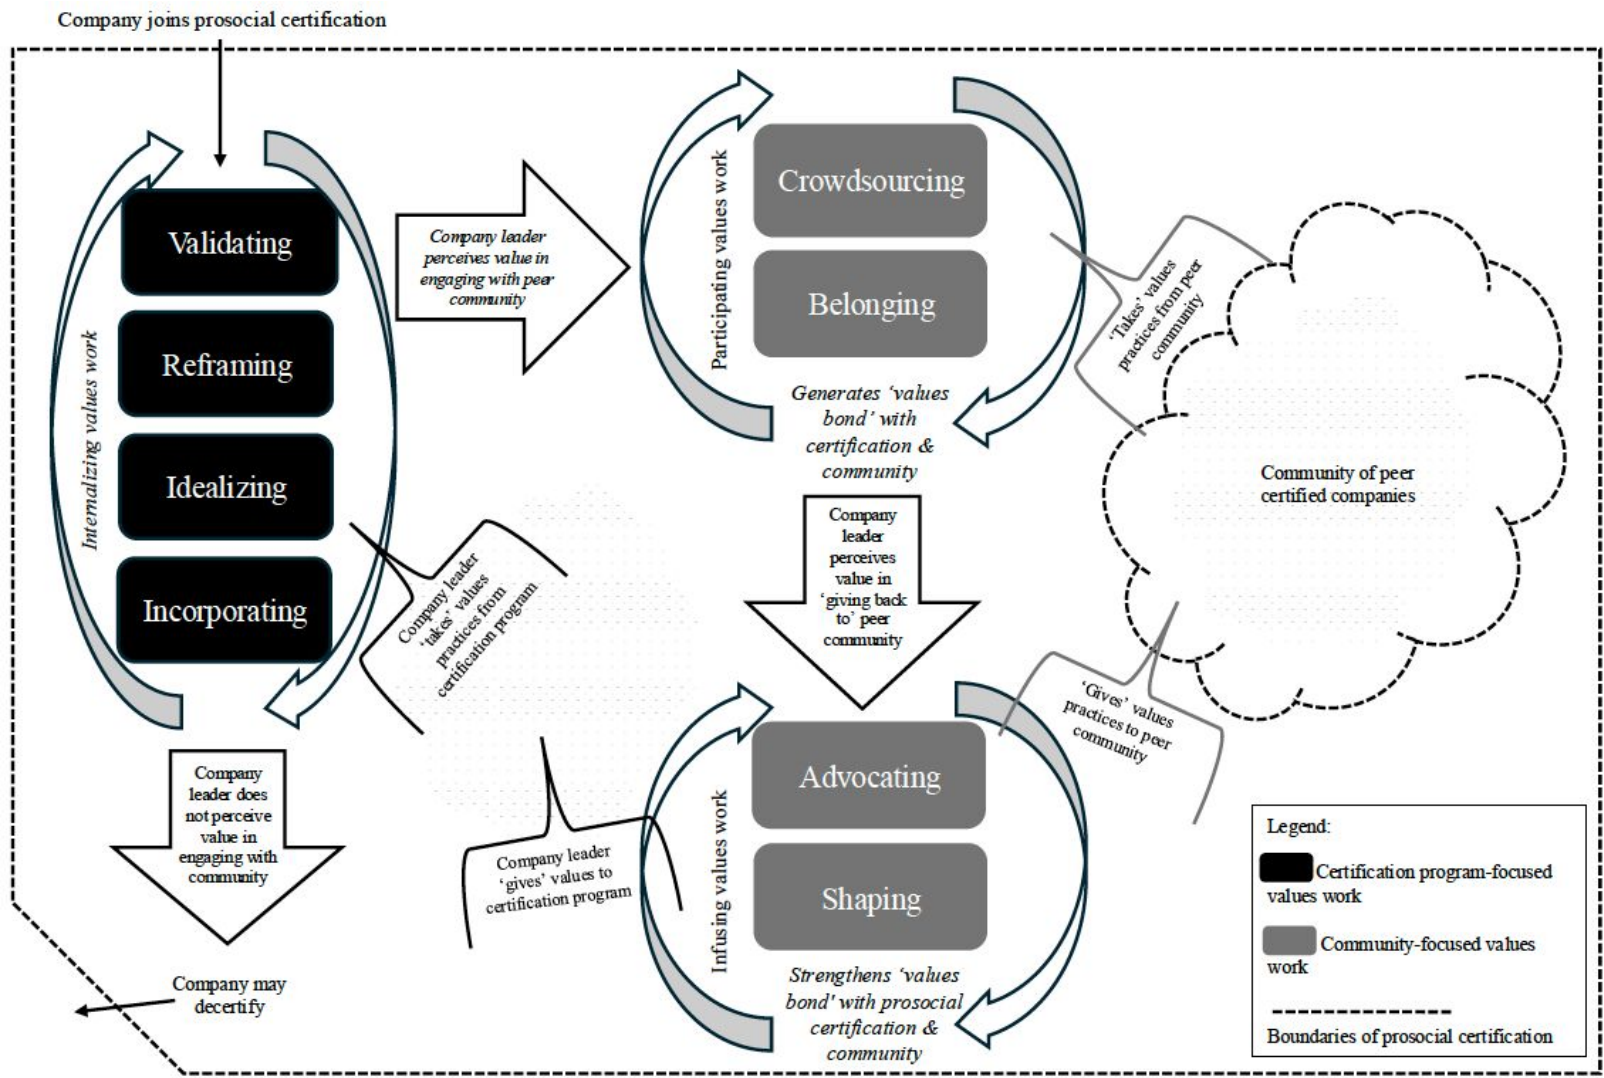 Company joins prosocial certification
Internalizing values work
Validating
Reframing
Idealizing
Incorporating
Company leader
perceives value in
engaging with peer
community
Participating values work
Crowdsourcing
Belonging
Generates ‘values
bond’ with
certification &
community
‘Takes’ values
practices from peer
community
Community of peer
certified companies
Company leader
‘takes’ values
practices from
certification program
Company
leader
perceives
value in
‘giving back
to’ peer
community
‘Gives’ values
practices to peer
community
Company
leader does
not perceive
value in
engaging with
community
Company may
decertify
Company leader
‘gives’ values to
certification program
Infusing values work
Advocating
Shaping
Strengthens ‘values
bond' with prosocial
certification &
community
Legend:
Certification program-focused
values work
Community-focused values
work
Boundaries of prosocial certification